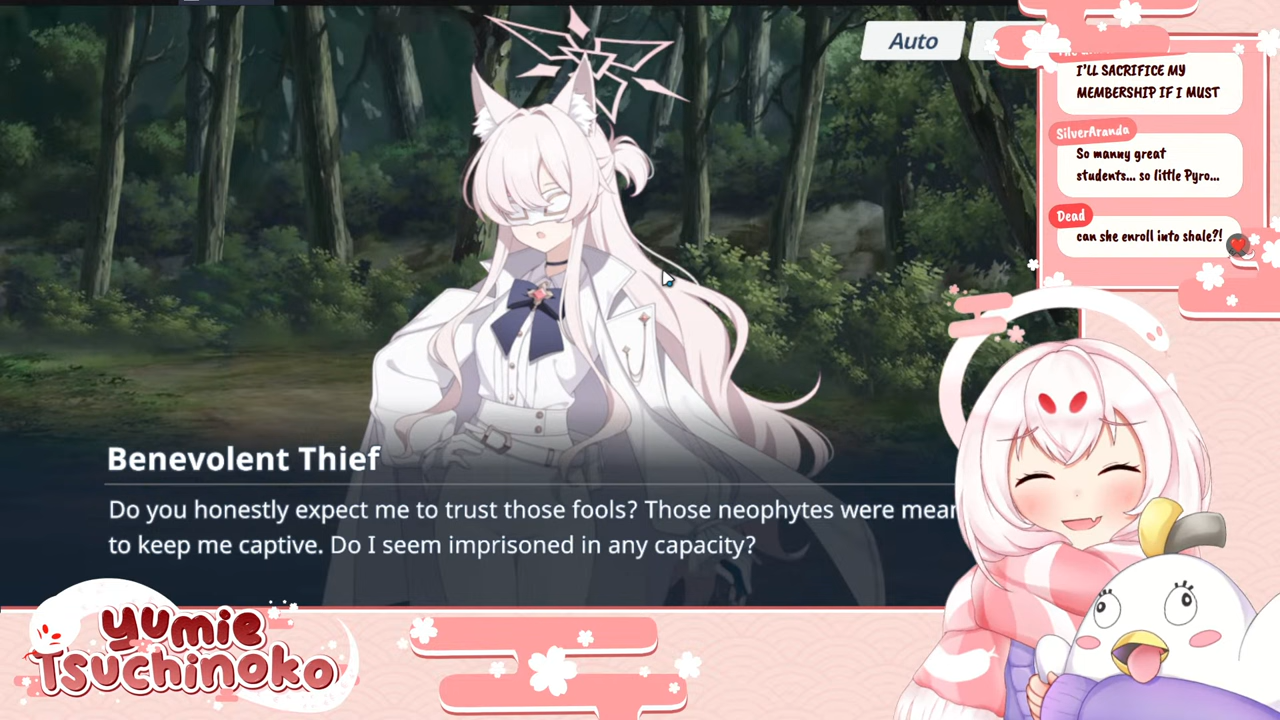 Auto
I'LL SACRIFICE MY
MEMBERSHIP IF I MUST
SilverAranda
So manny great
students... so little Pyro...
Dead
can she enroll into shale?!
Benevolent Thief
Do you honestly expect me to trust those fools? Those neophytes were
to keep me captive. Do I seem imprisoned in any capacity?
Yumie
Tsuchinoko